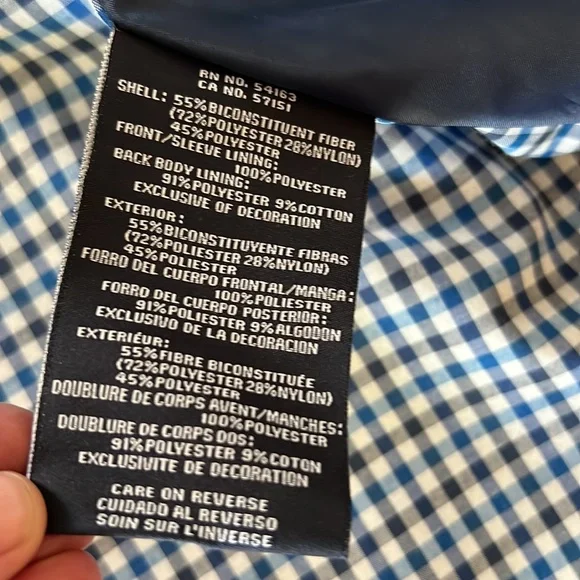 RN NO. 54163
CA NO. 57151
SHELL: 55%BICONSTITUENT FIBER
(72%POLYESTER 28%NYLON)
45%POLYESTER
FRONT/SLEEVE LINING:
100%POLYESTER
BACK BODY LINING:
91%POLYESTER 9%COTTON
EXCLUSIVE OF DECORATION
EXTERIOR:
55%BICONSTITUYENTE FIBRAS
(72%POLIESTER 28%NYLON)
45%POLIESTER
FORRO DEL CUERPO FRONTAL/MANGA:
100%POLIESTER
FORRO DEL CUERPO POSTERIOR:
91%POLIESTER 9%ALGODON
EXCLUSIVO DE LA DECORACION
EXTERIÉUR:
55%FIBRE BICONSTITUÉE
(72%POLYESTER 28%NYLON)
45%POLYESTER
DOUBLURE DE CORPS AVENT/MANCHES:
100%POLYESTER
DOUBLURE DE CORPS DOS:
91%POLYESTER 9%COTON
EXCLUSIVITE DE DECORATION
CARE ON REVERSE
CUIDADO AL REVERSO
SOIN SUR L'INVERSE